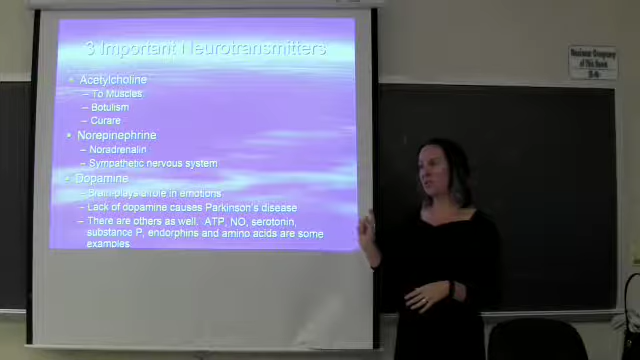 3 Important Neurotransmitters
• Acetylcholine
– To Muscles
– Botulism
– Curare
• Norepinephrine
– Noradrenalin
– Sympathetic nervous system
• Dopamine
– Brain plays a role in emotions
– Lack of dopamine causes Parkinson's disease
– There are others as well. ATP, NO, serotonin,
substance P, endorphins and amino acids are some
examples
Company